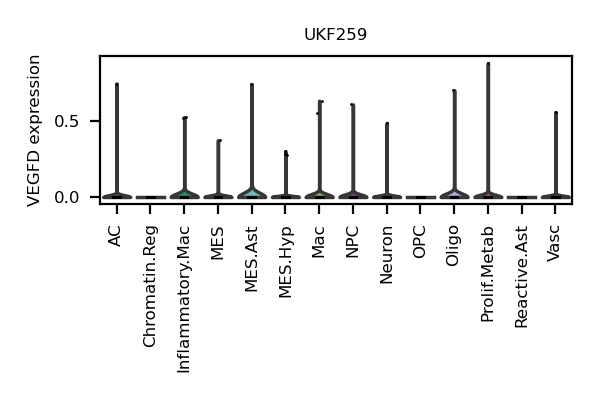 UKF259
VEGFD expression
0.5
0.0
AC
Chromatin.Reg
Inflammatory.Mac
MES
MES.Ast
MES.Hyp
Mac
NPC
Neuron
OPC
Oligo
Prolif.Metab
Reactive.Ast
Vasc